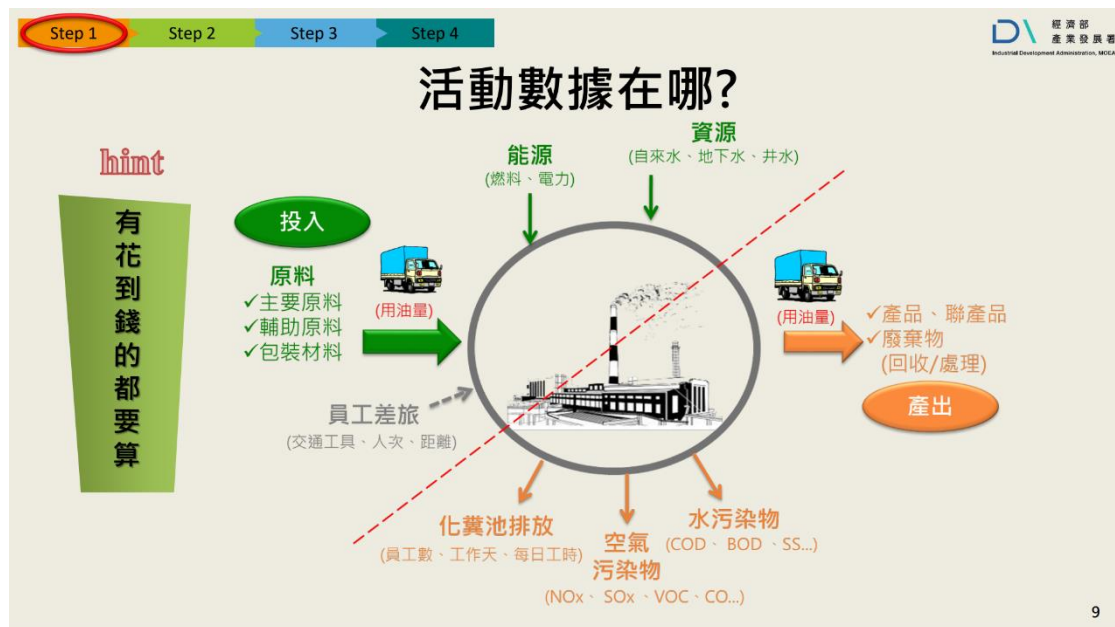 Step 1
Step 2
Step 3
Step 4
經濟部
產業發展署
Industrial Development Administration, MOEA
活動數據在哪?
hint
有花到錢的都要算
投入
原料
✓主要原料
✓輔助原料
✓包裝材料
(用油量)
能源
(燃料、電力)
資源
(自來水、地下水、井水)
員工差旅
(交通工具、人次、距離)
(用油量)
✓產品、聯產品
✓廢棄物
(回收/處理)
產出
化糞池排放
(員工數、工作天、每日工時)
空氣
污染物
(NOx、SOx、VOC、CO...)
水污染物
(COD、BOD、SS...)
9